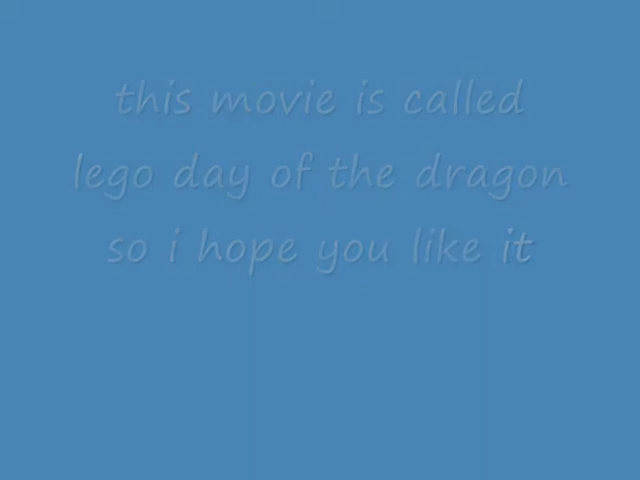 this movie is called
lego day of the dragon
so i hope you like it